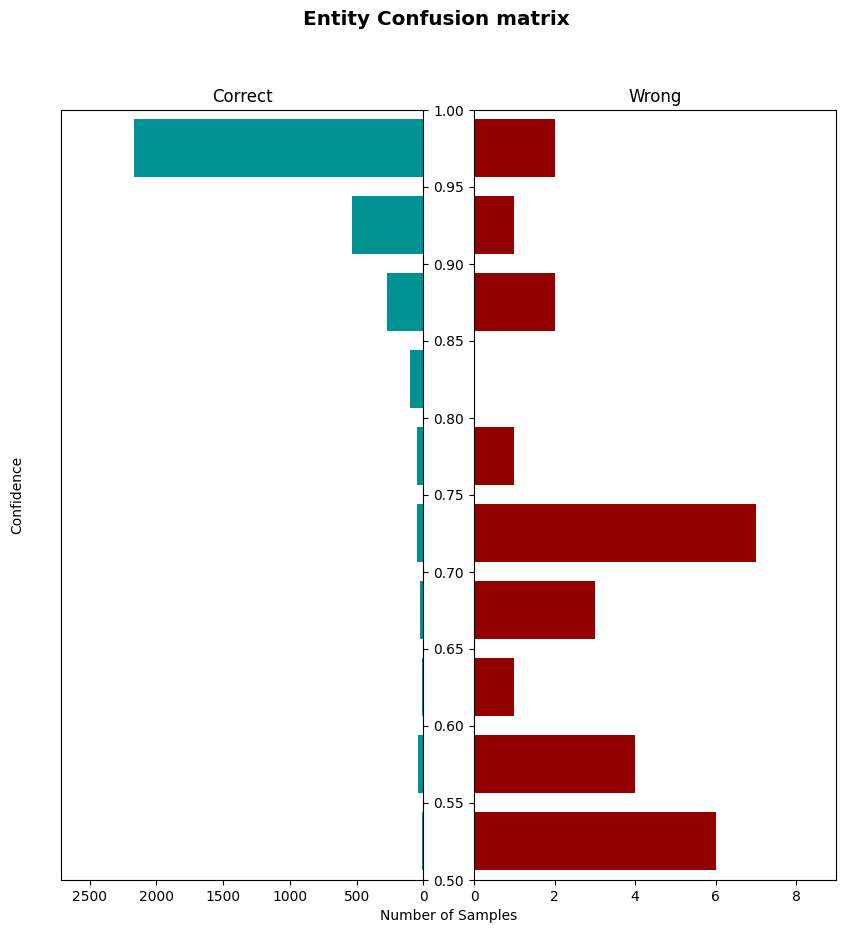 Entity Confusion matrix
Correct
Wrong
1.00
0.95
0.90
0.85
0.80
0.75
0.70
0.65
0.60
0.55
0.50
Confidence
2500 2000 1500 1000 500 0
0 2 4 6 8
Number of Samples